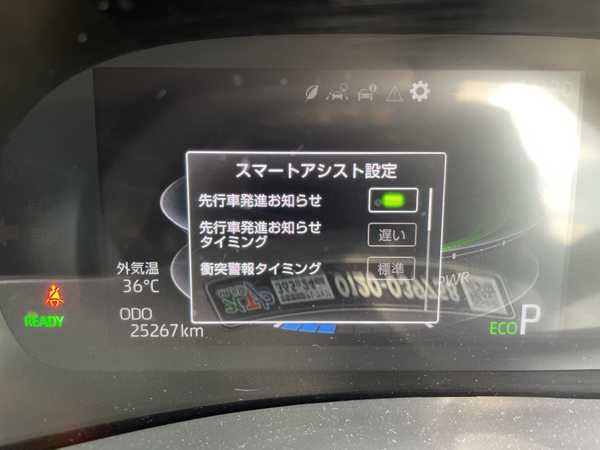 スマートアシスト設定
先行車発進お知らせ
先行車発進お知らせ
タイミング
遅い
衝突警報タイミング
標準
外気温
36°C
READY
ODO
25267km
PWR
ECO P